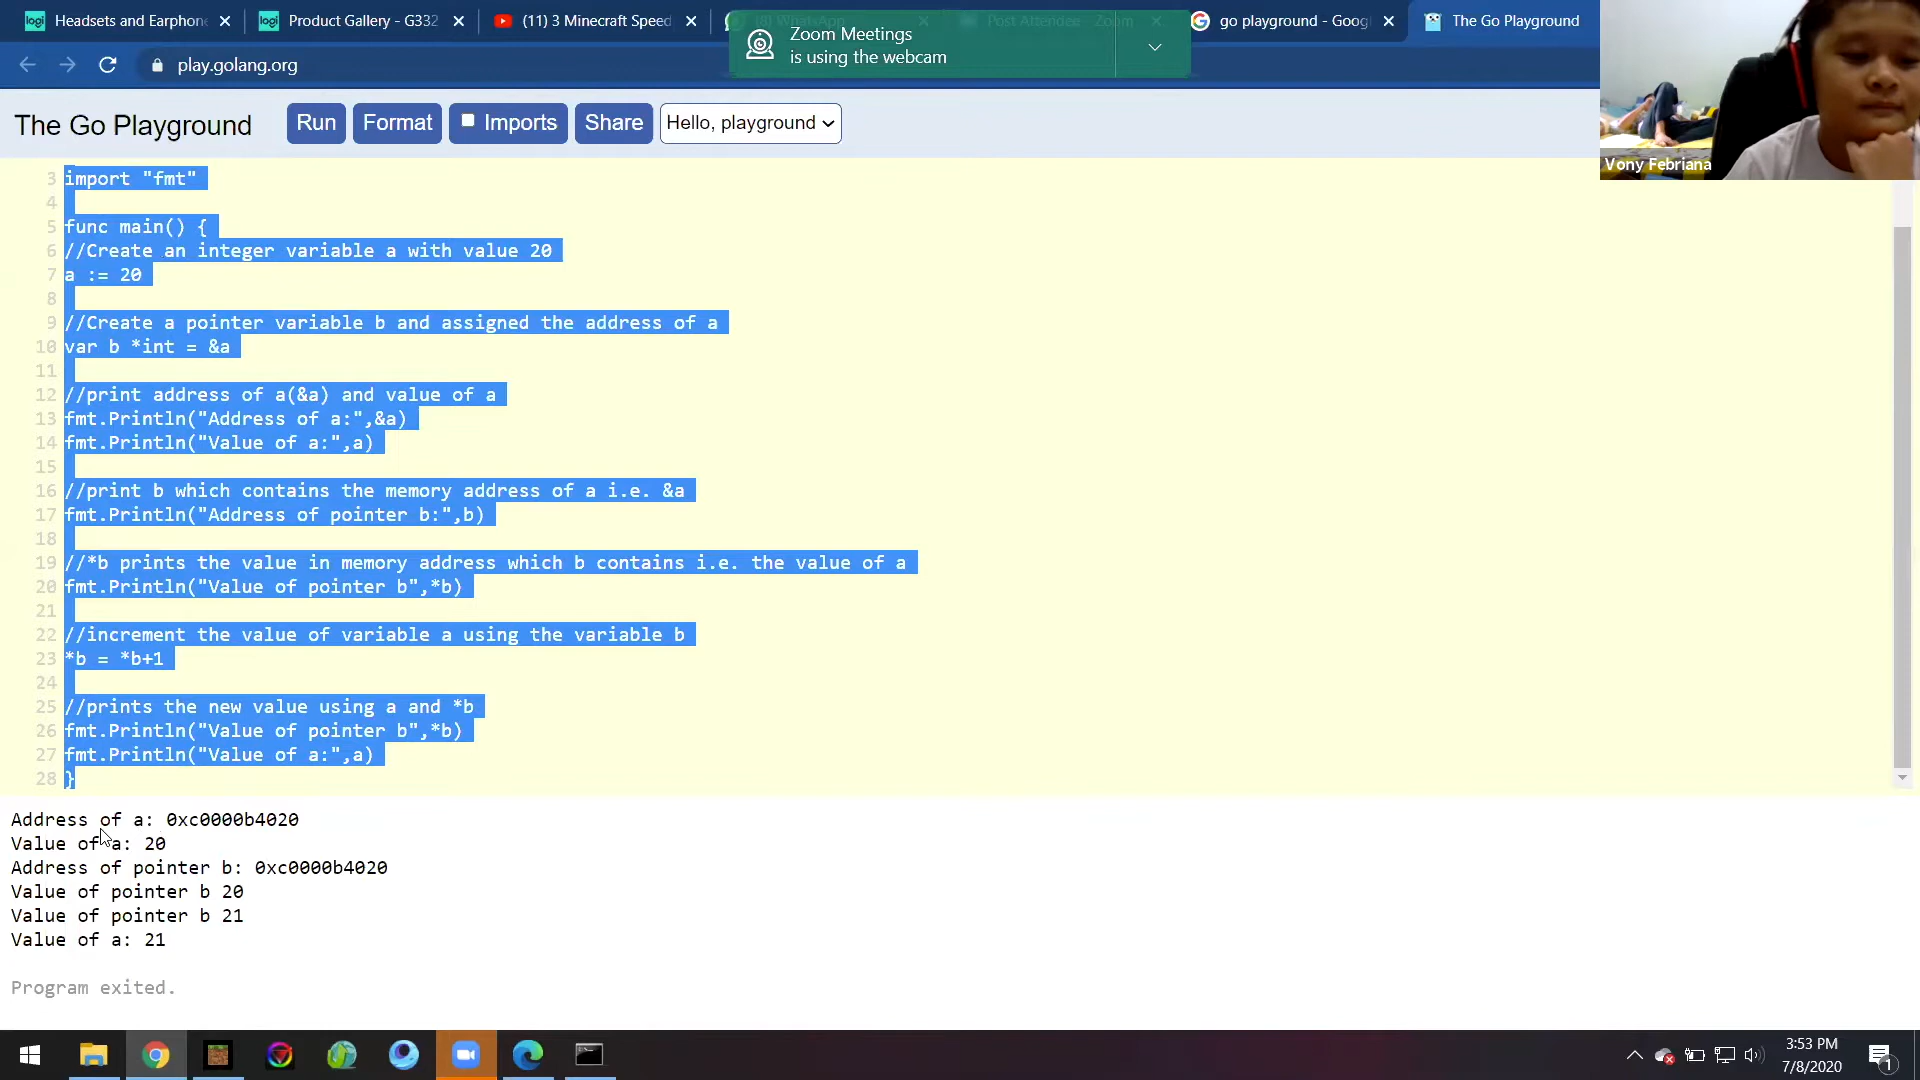 Headsets and Earphone
Product Gallery - G332
(11) 3 Minecraft Speed
(8) WhatsApp
Post Attendee - Zoom
go playground - Goog
The Go Playground
Zoom Meetings
is using the webcam
play.golang.org
The Go Playground
Run
Format
Imports
Share
Hello, playground
Vony Febriana
3 import "fmt"
4
5 func main() {
6 //Create an integer variable a with value 20
7 a := 20
8
9 //Create a pointer variable b and assigned the address of a
10 var b *int = &a
11
12 //print address of a(&a) and value of a
13 fmt.Println("Address of a:",&a)
14 fmt.Println("Value of a:",a)
15
16 //print b which contains the memory address of a i.e. &a
17 fmt.Println("Address of pointer b:",b)
18
19 //*b prints the value in memory address which b contains i.e. the value of a
20 fmt.Println("Value of pointer b",*b)
21
22 //increment the value of variable a using the variable b
23 *b = *b+1
24
25 //prints the new value using a and *b
26 fmt.Println("Value of pointer b",*b)
27 fmt.Println("Value of a:",a)
28 }
Address of a: 0xc0000b4020
Value of a: 20
Address of pointer b: 0xc0000b4020
Value of pointer b 20
Value of pointer b 21
Value of a: 21
Program exited.
3:53 PM
7/8/2020
1